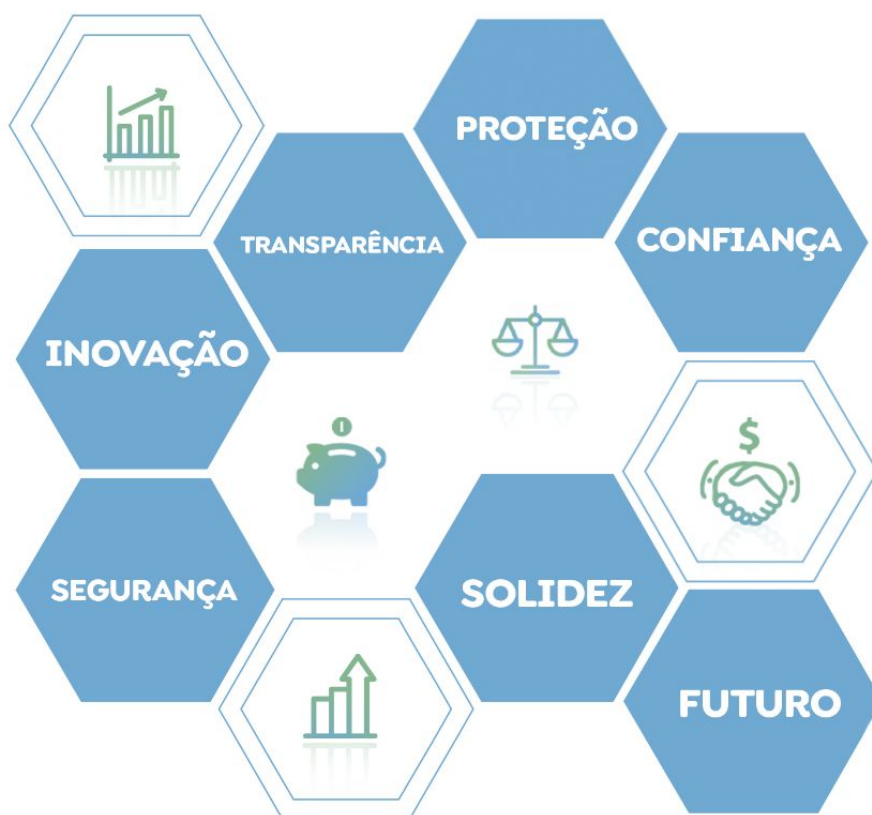 PROTEÇÃO
TRANSPARÊNCIA
CONFIANÇA
INOVAÇÃO
$
SEGURANÇA
SOLIDEZ
FUTURO